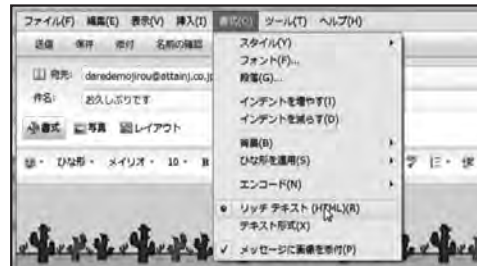 ファイル(F) 編集(E) 表示(V) 挿入(I) 書式(O) ツール(T) ヘルプ(H)
送信 保存 添付 名前の確認
宛先: daredemojirou@attainj.co.jp
件名: お久しぶりです
書式 写真 レイアウト
ひな形 メイリオ 10
スタイル(Y)
フォント(F)...
段落(G)...
インデントを増やす(I)
インデントを減らす(D)
背景(B)
ひな形を適用(S)
エンコード(N)
リッチ テキスト (HTML)(R)
テキスト形式(X)
メッセージに画像を添付(P)